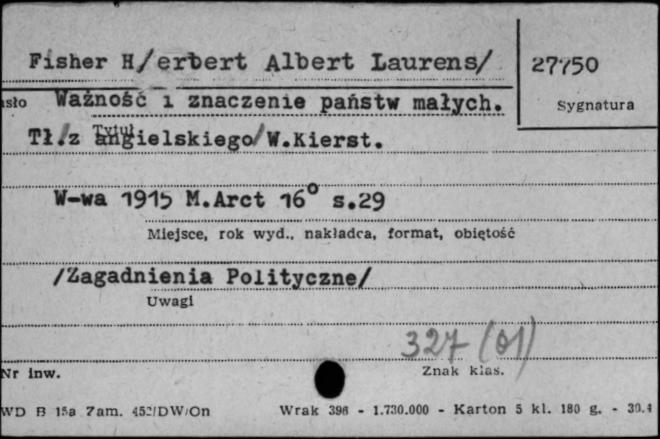 Fisher H/erbert Albert Laurens/
27750
Ważność i znaczenie państw małych.
Sygnatura
Tytuł
Tł./z angielskiego/W.Kierst.
W-wa 1915 M.Arct 16° s.29
Miejsce, rok wyd., nakładca, format, obiętość
/Zagadnienia Polityczne/
Uwagi
327 (01)
Nr inw.
Znak klas.
WD B 15a Zam. 452/DW/On Wrak 396 - 1.730.000 - Karton 5 kl. 180 g. - 30.4